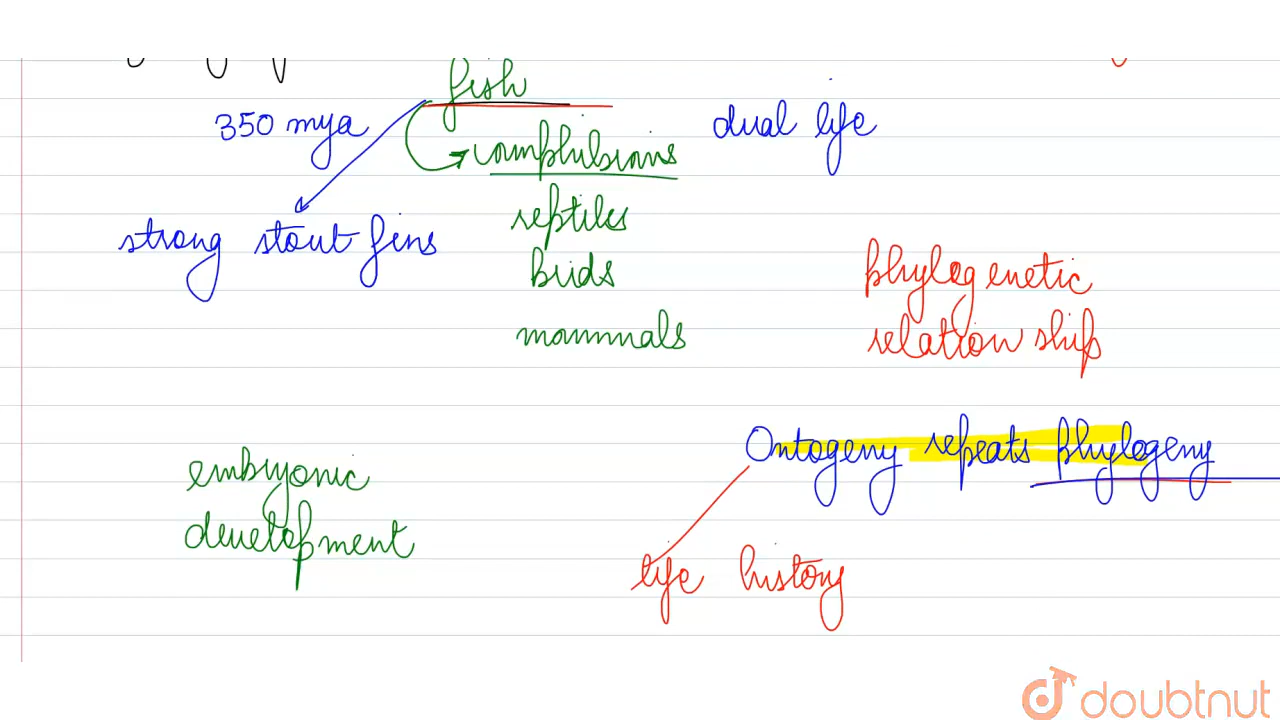 fish
350 mya
dual life
amphibians
strong stout fins
reptiles
birds
mammals
phylogenetic
relationship
Ontogeny repeats phylogeny
embryonic
development
life history
doubtnut